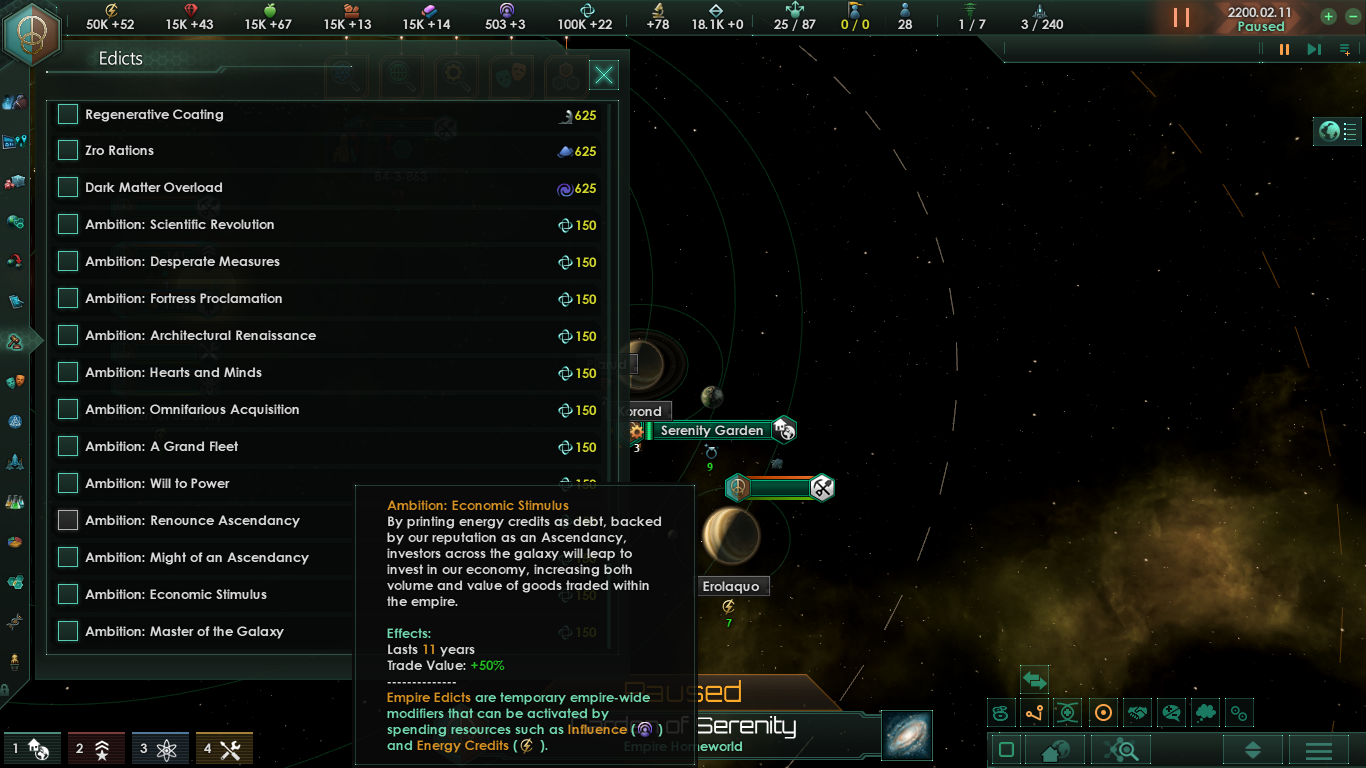 50K +52 15K +43 15K +67 15K +13 15K +14 503 +3 100K +22 +78 18.1K +0 25 / 87 0 / 0 28 1 / 7 3 / 240
2200.02.11
Paused
Edicts
Regenerative Coating 625
Zro Rations 625
Dark Matter Overload 625
Ambition: Scientific Revolution 150
Ambition: Desperate Measures 150
Ambition: Fortress Proclamation 150
Ambition: Architectural Renaissance 150
Ambition: Hearts and Minds 150
Ambition: Omnifarious Acquisition 150
Ambition: A Grand Fleet 150
Ambition: Will to Power 150
Ambition: Renounce Ascendancy
Ambition: Might of an Ascendancy
Ambition: Economic Stimulus 150
Ambition: Master of the Galaxy 150
Ambition: Economic Stimulus
By printing energy credits as debt, backed
by our reputation as an Ascendancy,
investors across the galaxy will leap to
invest in our economy, increasing both
volume and value of goods traded within
the empire.
Effects:
Lasts 11 years
Trade Value: +50%
--------------
Empire Edicts are temporary empire-wide
modifiers that can be activated by
spending resources such as Influence ( )
and Energy Credits ( ).
Korond
Serenity Garden
3
9
Erolaquo
7
Paused
of Serenity
Empire Homeworld
1 2 3 4